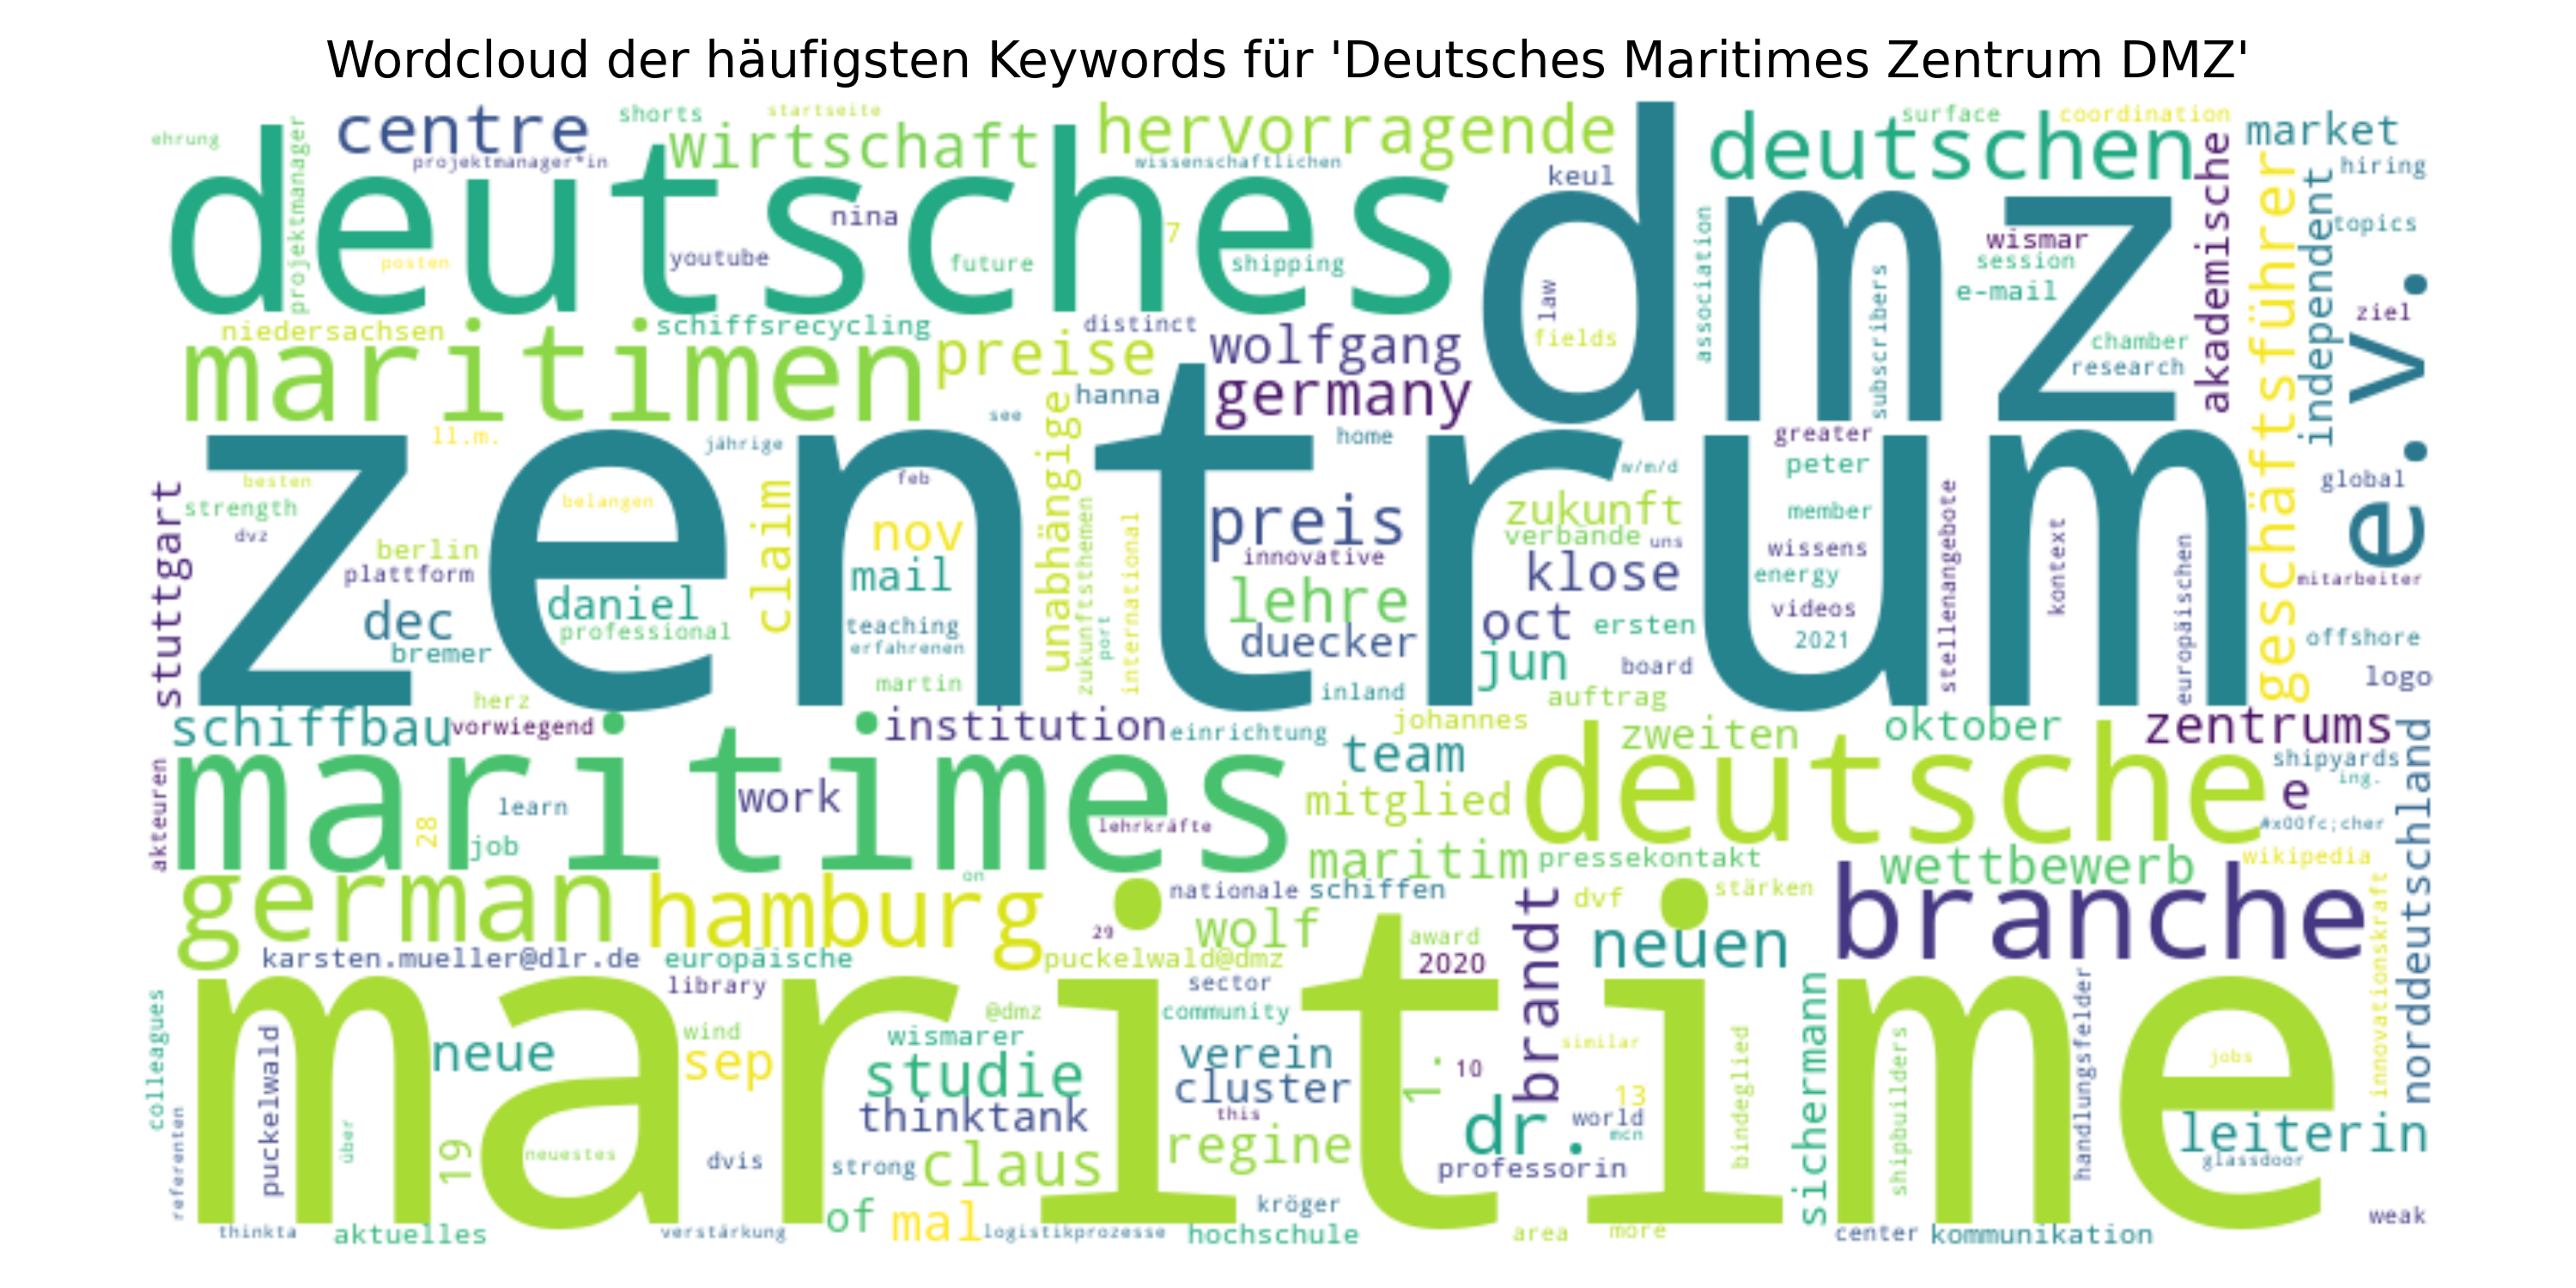 Wordcloud der häufigsten Keywords für 'Deutsches Maritimes Zentrum DMZ'
ehrung
projektmanager
centre
projektmanager*in
shorts
startseite
wirtschaft
hervorragende
wissenschaftlichen
keul
deutschen
surface
coordination
market
hiring
deutsches
posten
youtube
nina
future
7
shipping
dmz
law
fields
association
subscribers
wismar
session
e-mail
chamber
research
akademische
geschäftsführer
independent
topics
ziel
e.v.
niedersachsen
schiffsrecycling
maritimen
preise
distinct
wolfgang
germany
hanna
see
zentrum
ll.m.
jährige
feb
home
w/m/d
greater
peter
global
stuttgart
besten
strength
dvz
berlin
plattform
dec
bremer
belangen
daniel
professional
claim
nov
mail
teaching
erfahrenen
martin
unabhängige
zukunftsthemen
port
international
preis
innovative
lehre
duecker
inland
zukunft
verbände
uns
klose
oct
ersten
jun
board
auftrag
member
wissens
energy
videos
2021
stellenangebote
kontext
europäischen
mitarbeiter
offshore
logo
herz
schiffbau
vorwiegend
institution
einrichtung
johannes
team
zweiten
oktober
zentrums
shipyards
ing.
norddeutschland
akteuren
maritimes
28
learn
job
work
lehrkräfte
mitglied
deutsche
e
&#x00fc;cher
maritim
pressekontakt
wettbewerb
wikipedia
german
hamburg
on
nationale
schiffen
29
wolf
brandt
dvf
stärken
branche
innovationskraft
karsten.mueller@dlr.de
europäische
puckelwald@dmz
award
2020
neuen
maritime
library
sector
@dmz
community
colleagues
referenten
puckelwald
über
neue
19
wind
sep
neuestes
dvis
wismarer
studie
thinktank
strong
claus
verein
cluster
this
regine
1.
10
dr.
similar
13
world
mcn
professorin
bindeglied
sichermann
shipbuilders
handlungsfelder
jobs
leiterin
glassdoor
weak
thinkta
aktuelles
verstärkung
of
mal
logistikprozesse
kröger
hochschule
area
more
center
kommunikation